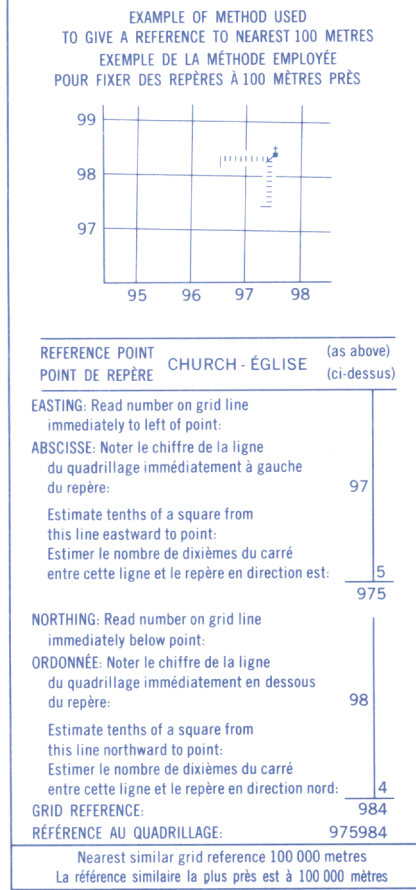 EXAMPLE OF METHOD USED
TO GIVE A REFERENCE TO NEAREST 100 METRES
EXEMPLE DE LA MÉTHODE EMPLOYÉE
POUR FIXER DES REPÈRES À 100 MÈTRES PRÈS
99
98
97
95 96 97 98
REFERENCE POINT
POINT DE REPÈRE
CHURCH - ÉGLISE
(as above)
(ci-dessus)
EASTING: Read number on grid line
immediately to left of point:
ABSCISSE: Noter le chiffre de la ligne
du quadrillage immédiatement à gauche
du repère: 97
Estimate tenths of a square from
this line eastward to point:
Estimer le nombre de dixièmes du carré
entre cette ligne et le repère en direction est: 5
975
NORTHING: Read number on grid line
immediately below point:
ORDONNÉE: Noter le chiffre de la ligne
du quadrillage immédiatement en dessous
du repère: 98
Estimate tenths of a square from
this line northward to point:
Estimer le nombre de dixièmes du carré
entre cette ligne et le repère en direction nord: 4
GRID REFERENCE: 984
RÉFÉRENCE AU QUADRILLAGE: 975984
Nearest similar grid reference 100 000 metres
La référence similaire la plus près est à 100 000 mètres